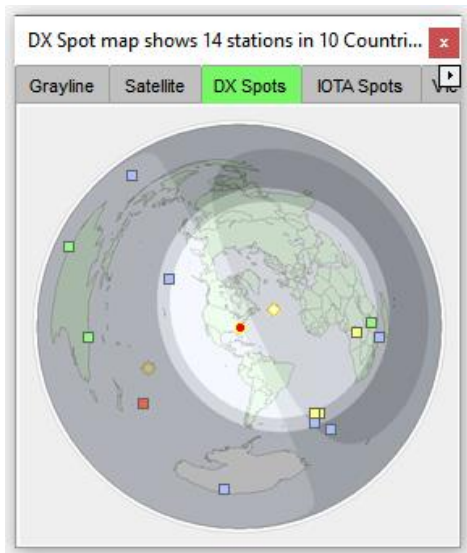 DX Spot map shows 14 stations in 10 Countri...
x
Grayline Satellite DX Spots IOTA Spots